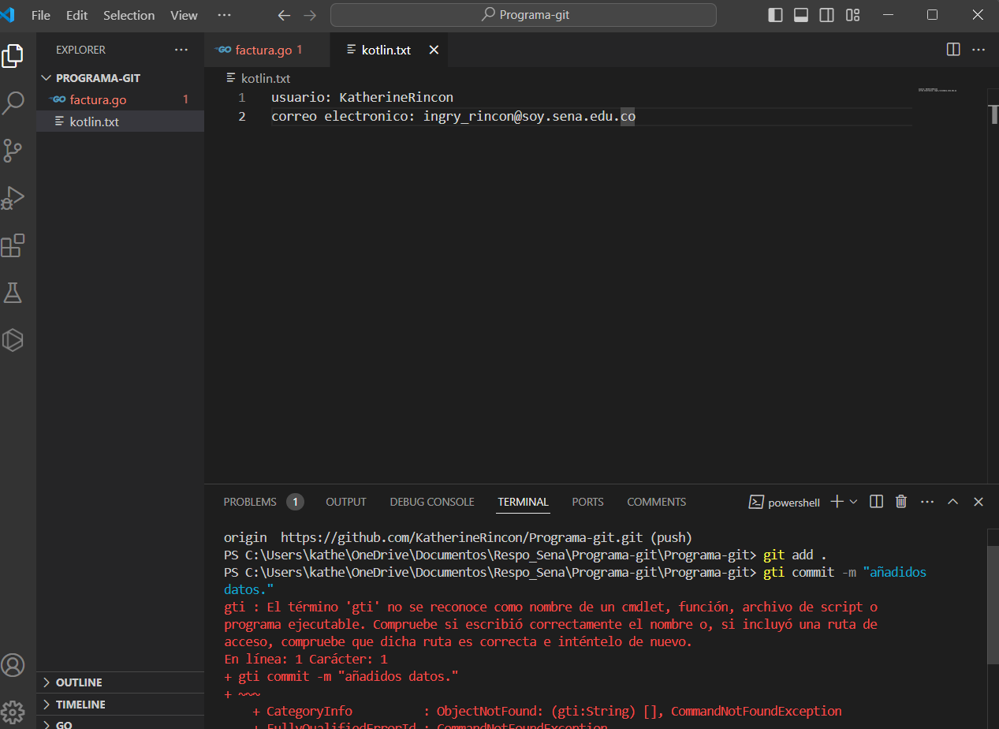 File Edit Selection View ··· Programa-git
EXPLORER ···
PROGRAMA-GIT
factura.go 1
kotlin.txt
OUTLINE
TIMELINE
GO
factura.go 1 kotlin.txt
kotlin.txt
1 usuario: KatherineRincon
2 correo electronico: ingry_rincon@soy.sena.edu.co
PROBLEMS 1 OUTPUT DEBUG CONSOLE TERMINAL PORTS COMMENTS powershell
origin https://github.com/KatherineRincon/Programa-git.git (push)
PS C:\Users\kathe\OneDrive\Documentos\Respo_Sena\Programa-git\Programa-git> git add .
PS C:\Users\kathe\OneDrive\Documentos\Respo_Sena\Programa-git\Programa-git> gti commit -m "añadidos
datos."
gti : El término 'gti' no se reconoce como nombre de un cmdlet, función, archivo de script o
programa ejecutable. Compruebe si escribió correctamente el nombre o, si incluyó una ruta de
acceso, compruebe que dicha ruta es correcta e inténtelo de nuevo.
En línea: 1 Carácter: 1
+ gti commit -m "añadidos datos."
+ ~~~
+ CategoryInfo : ObjectNotFound: (gti:String) [], CommandNotFoundException
+ FullyQualifiedErrorId : CommandNotFoundException